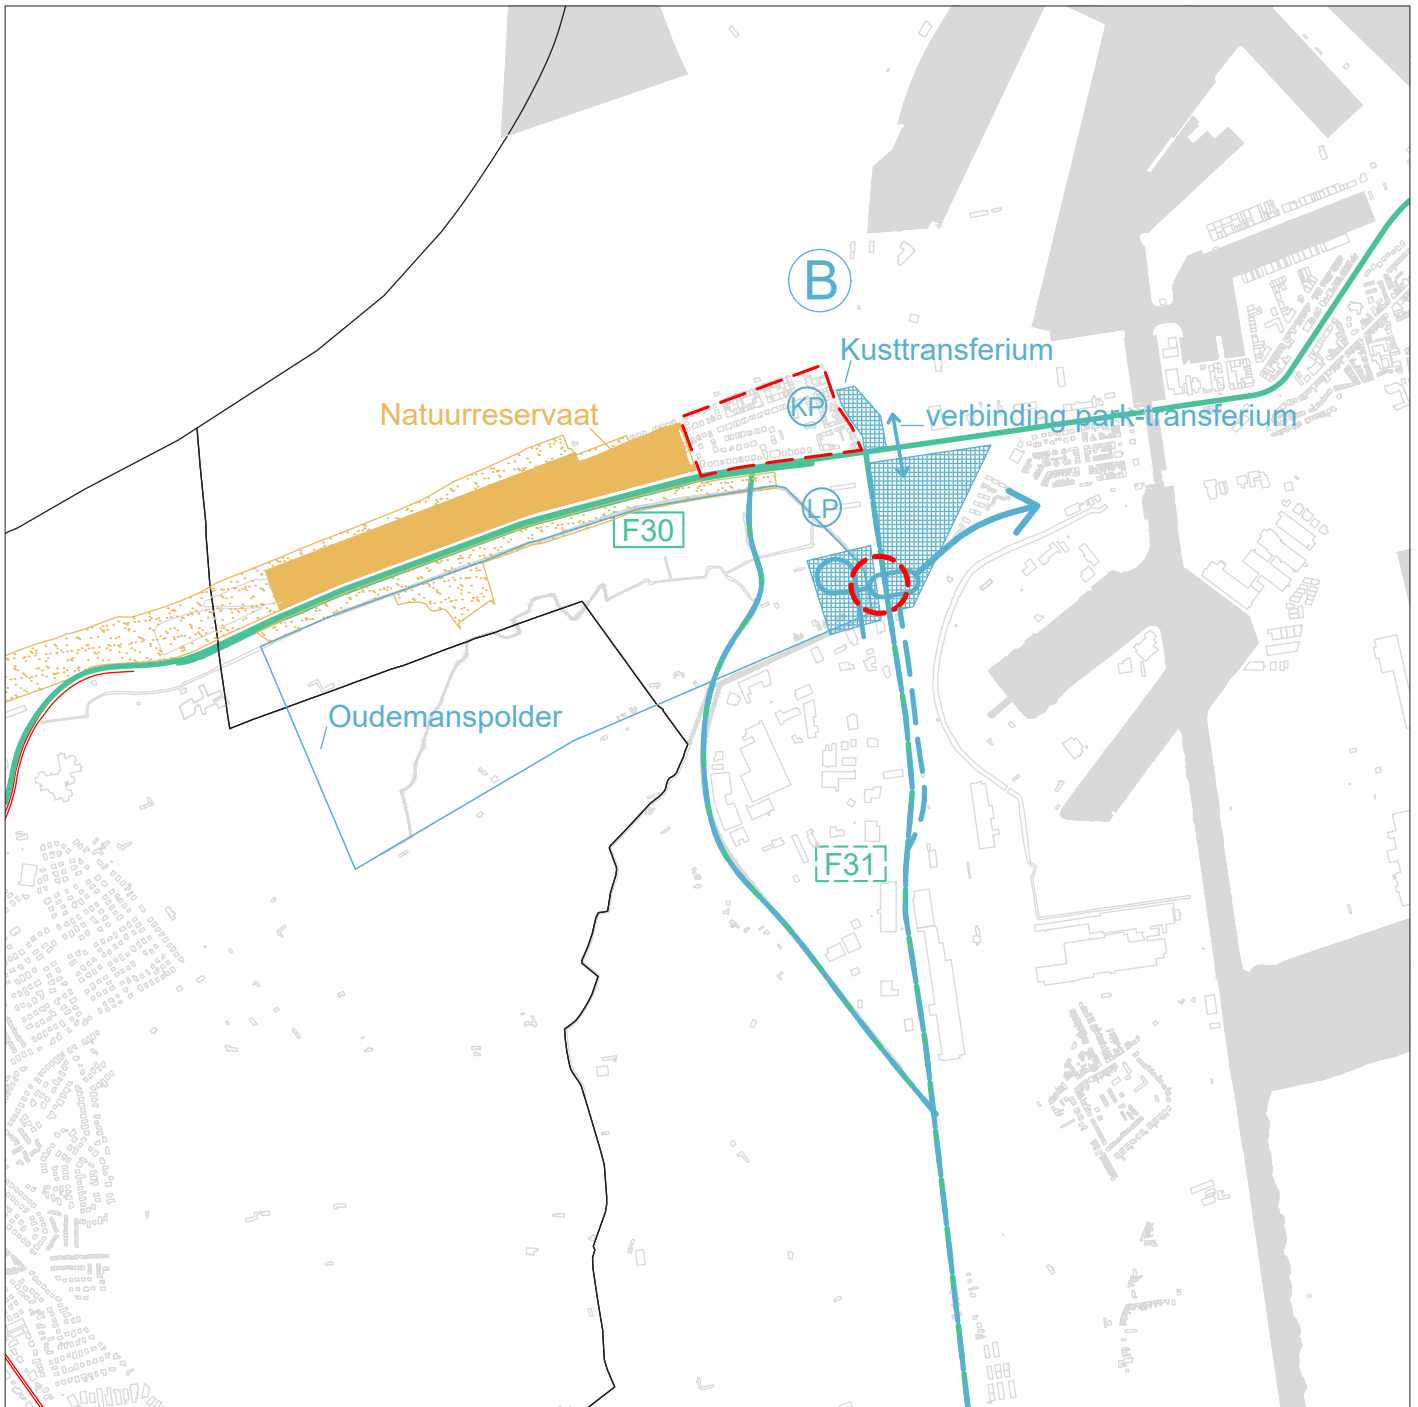 B
Kusttransferium
KP
Natuurreservaat
verbinding park-transferium
LP
F30
Oudemanspolder
F31